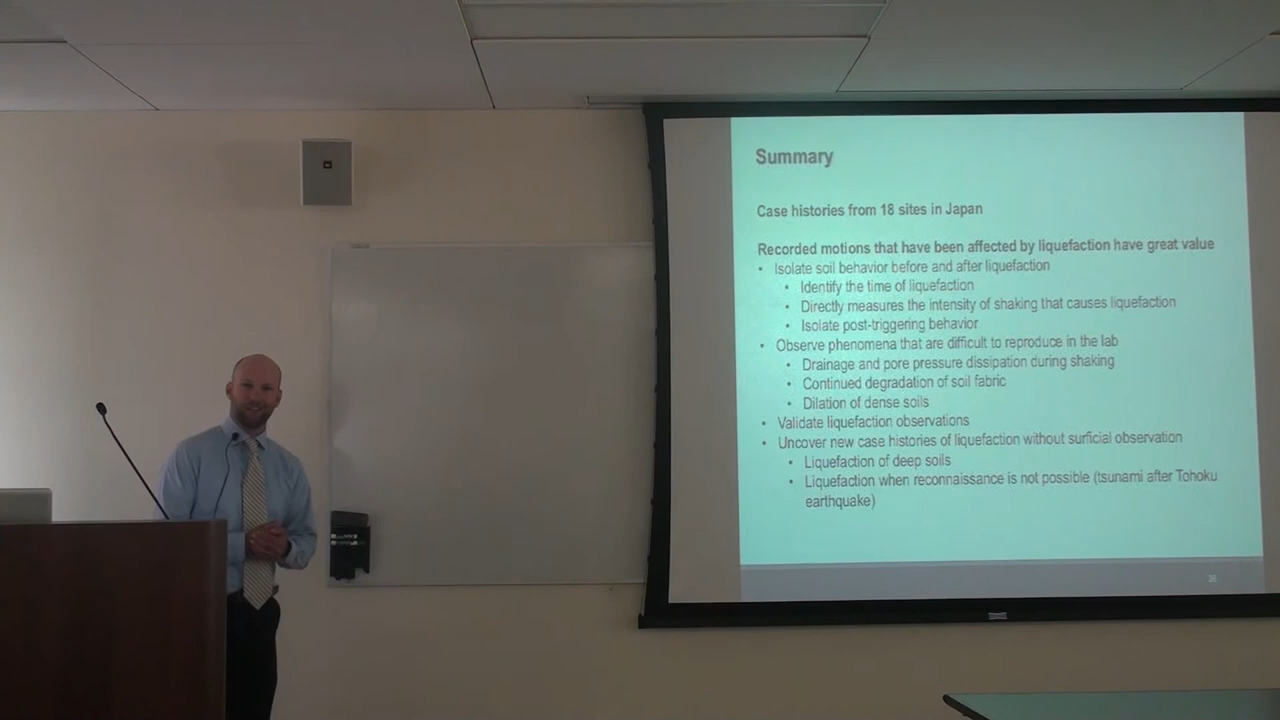 Summary
Case histories from 18 sites in Japan
Recorded motions that have been affected by liquefaction have great value
• Isolate soil behavior before and after liquefaction
• Identify the time of liquefaction
• Directly measures the intensity of shaking that causes liquefaction
• Isolate post-triggering behavior
• Observe phenomena that are difficult to reproduce in the lab
• Drainage and pore pressure dissipation during shaking
• Continued degradation of soil fabric
• Dilation of dense soils
• Validate liquefaction observations
• Uncover new case histories of liquefaction without surficial observation
• Liquefaction of deep soils
• Liquefaction when reconnaissance is not possible (tsunami after Tohoku
earthquake)